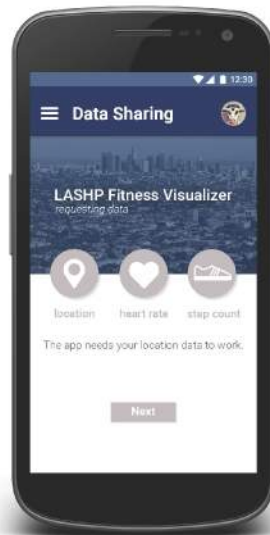 12:30
Data Sharing
LASHP Fitness Visualizer
requesting data
location heart rate step count
The app needs your location data to work.
Next